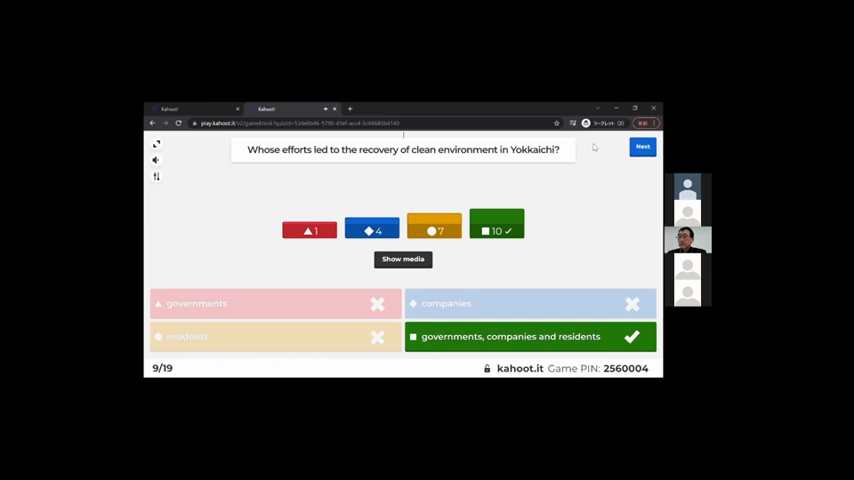 Kahoot!
Kahoot!
Whose efforts led to the recovery of clean environment in Yokkaichi?
Next
1
4
7
10
Show media
governments
companies
residents
governments, companies and residents
9/19
kahoot.it Game PIN: 2560004